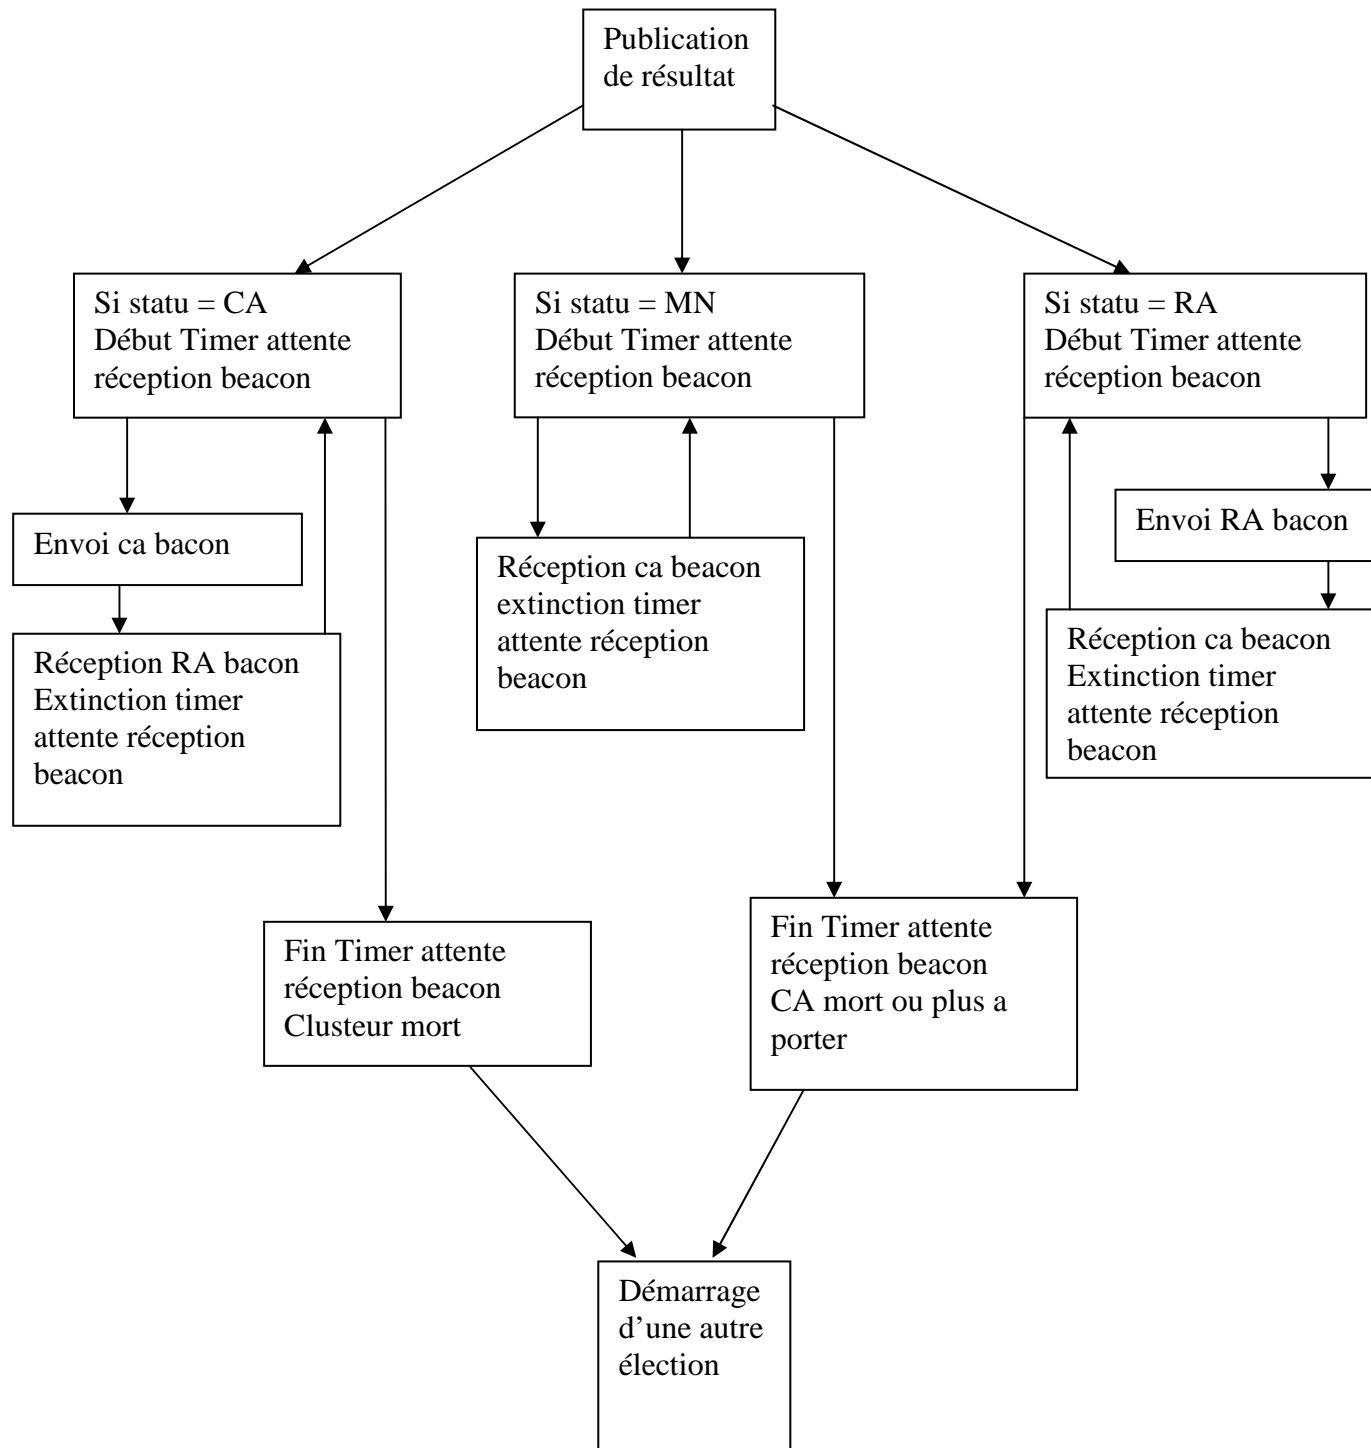 Publication
de résultat
Si statu = CA
Début Timer attente
réception beacon
Si statu = MN
Début Timer attente
réception beacon
Si statu = RA
Début Timer attente
réception beacon
Envoi ca bacon
Envoi RA bacon
Réception ca beacon
extinction timer
attente réception
beacon
Réception RA bacon
Extinction timer
attente réception
beacon
Réception ca beacon
Extinction timer
attente réception
beacon
Fin Timer attente
réception beacon
Clusteur mort
Fin Timer attente
réception beacon
CA mort ou plus a
porter
Démarrage
d’une autre
élection